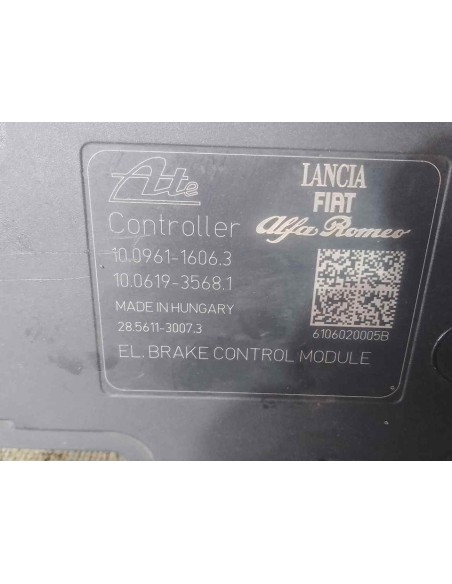 Ate
Controller
10.0961-1606.3
10.0619-3568.1
MADE IN HUNGARY
28.5611-3007.3
EL. BRAKE CONTROL MODULE
LANCIA
FIAT
Alfa Romeo
6106020005B